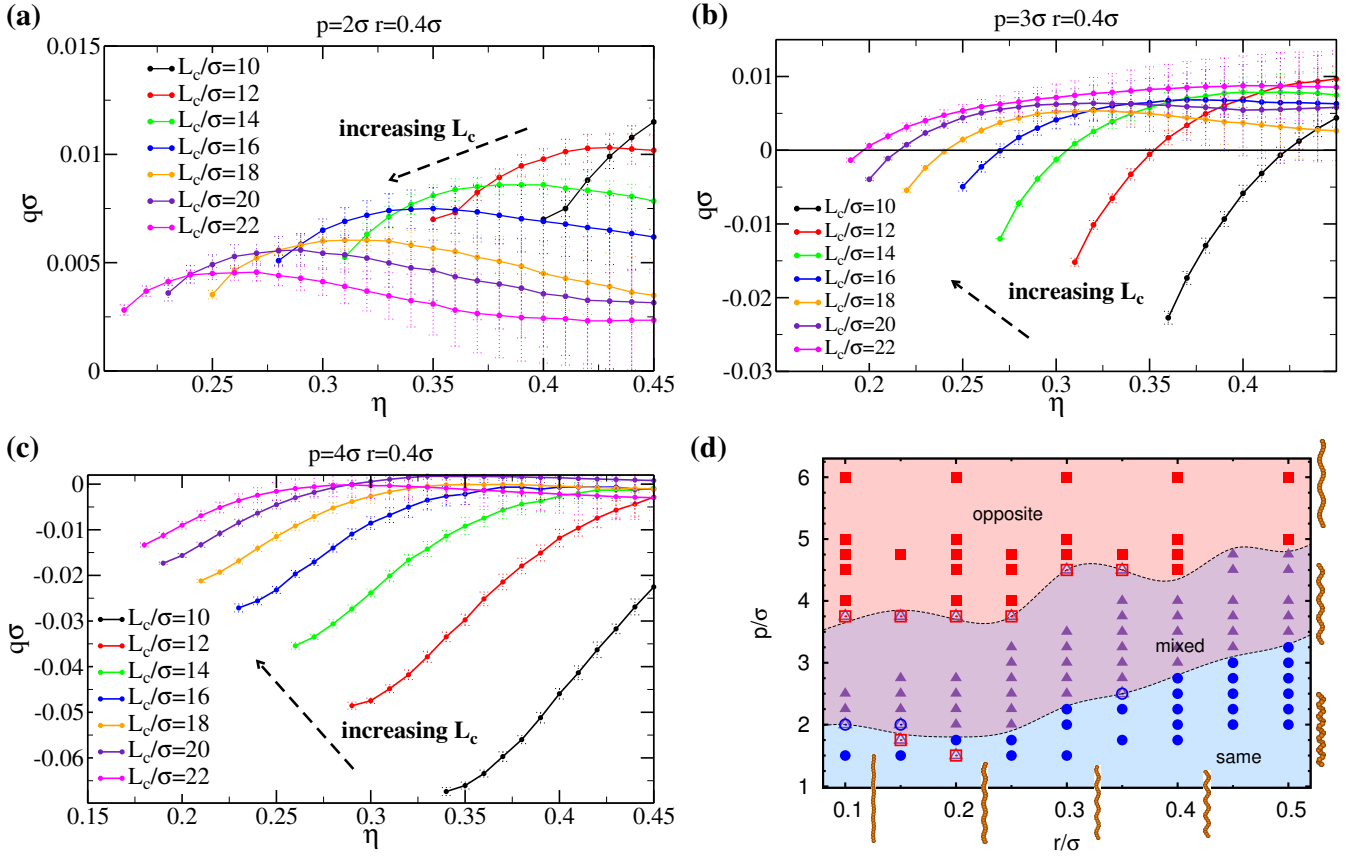 (a)
p=2σ r=0.4σ
0.015
0.01
0.005
0
qσ
L_c/σ=10
L_c/σ=12
L_c/σ=14
L_c/σ=16
L_c/σ=18
L_c/σ=20
L_c/σ=22
increasing L_c
0.25 0.3 0.35 0.4 0.45
η
(b)
p=3σ r=0.4σ
0.01
0
-0.01
-0.02
-0.03
qσ
L_c/σ=10
L_c/σ=12
L_c/σ=14
L_c/σ=16
L_c/σ=18
L_c/σ=20
L_c/σ=22
increasing L_c
0.2 0.25 0.3 0.35 0.4
η
(c)
p=4σ r=0.4σ
0
-0.01
-0.02
-0.03
-0.04
-0.05
-0.06
qσ
L_c/σ=10
L_c/σ=12
L_c/σ=14
L_c/σ=16
L_c/σ=18
L_c/σ=20
L_c/σ=22
increasing L_c
0.15 0.2 0.25 0.3 0.35 0.4 0.45
η
(d)
6
5
4
3
2
1
p/σ
opposite
mixed
same
0.1 0.2 0.3 0.4 0.5
r/σ